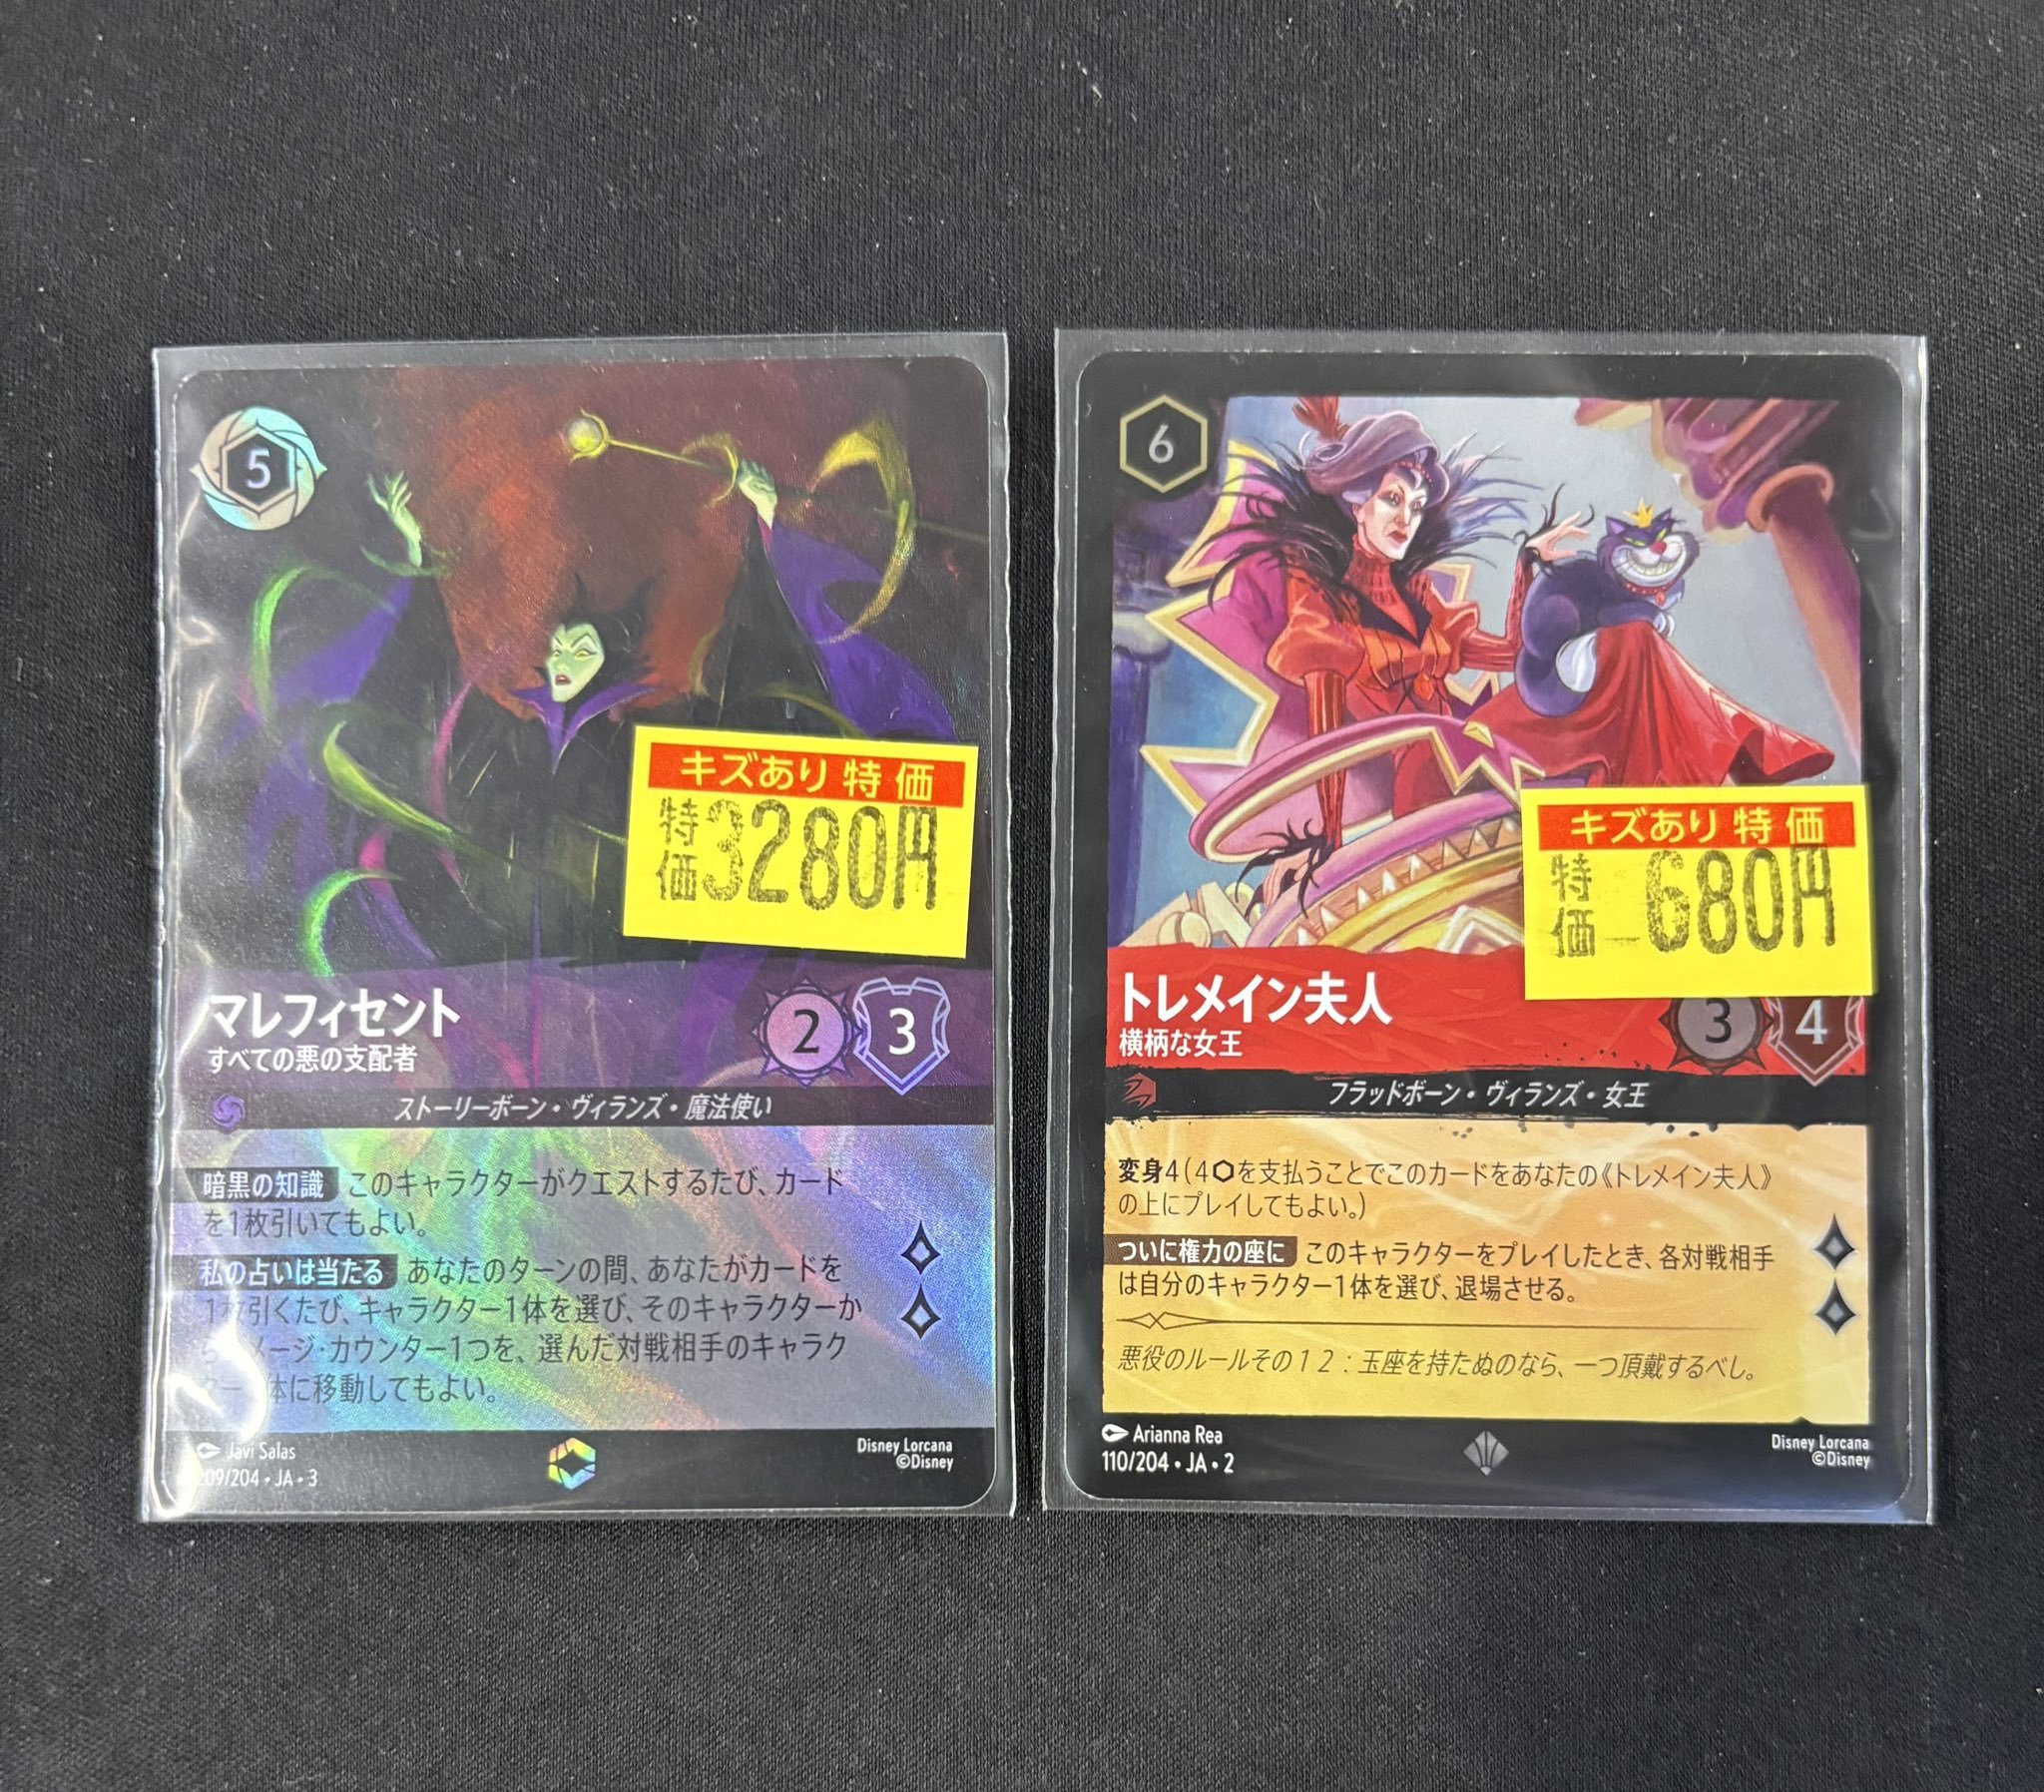 5
キズあり 特価
特価3280円
マレフィセント
すべての悪の支配者
2 3
ストーリーボーン・ヴィランズ・魔法使い
暗黒の知識 このキャラクターがクエストするたび、カード
を1枚引いてもよい。
私の占いは当たる あなたのターンの間、あなたがカードを
1枚引くたび、キャラクター1体を選び、そのキャラクターか
メージ・カウンター1つを、選んだ対戦相手のキャラク
体に移動してもよい。
Javi Salas
209/204・JA・3
Disney Lorcana
©Disney
6
キズあり 特価
特価 680円
トレメイン夫人
横柄な女王
3 4
フラッドボーン・ヴィランズ・女王
変身4(4⬡を支払うことでこのカードをあなたの《トレメイン夫人》
の上にプレイしてもよい。)
ついに権力の座に このキャラクターをプレイしたとき、各対戦相手
は自分のキャラクター1体を選び、退場させる。
悪役のルールその12：玉座を持たぬのなら、一つ頂戴するべし。
Arianna Rea
110/204・JA・2
Disney Lorcana
©Disney